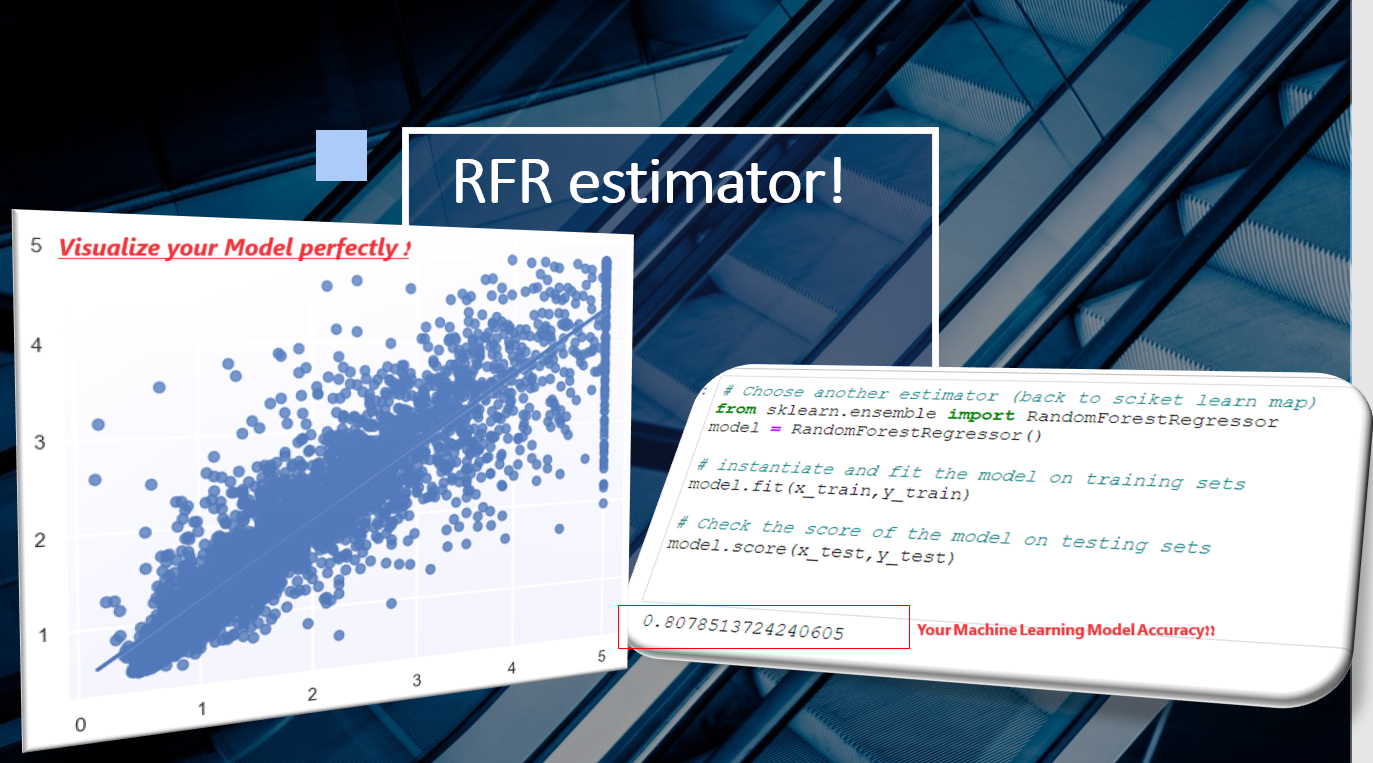 RFR estimator!
Visualize your Model perfectly !
5
4
3
2
1
0
1
2
3
4
5
: # Choose another estimator (back to sciket learn map)
from sklearn.ensemble import RandomForestRegressor
model = RandomForestRegressor()
# instantiate and fit the model on training sets
model.fit(x_train,y_train)
# Check the score of the model on testing sets
model.score(x_test,y_test)
0.8078513724240605
Your Machine Learning Model Accuracy!!